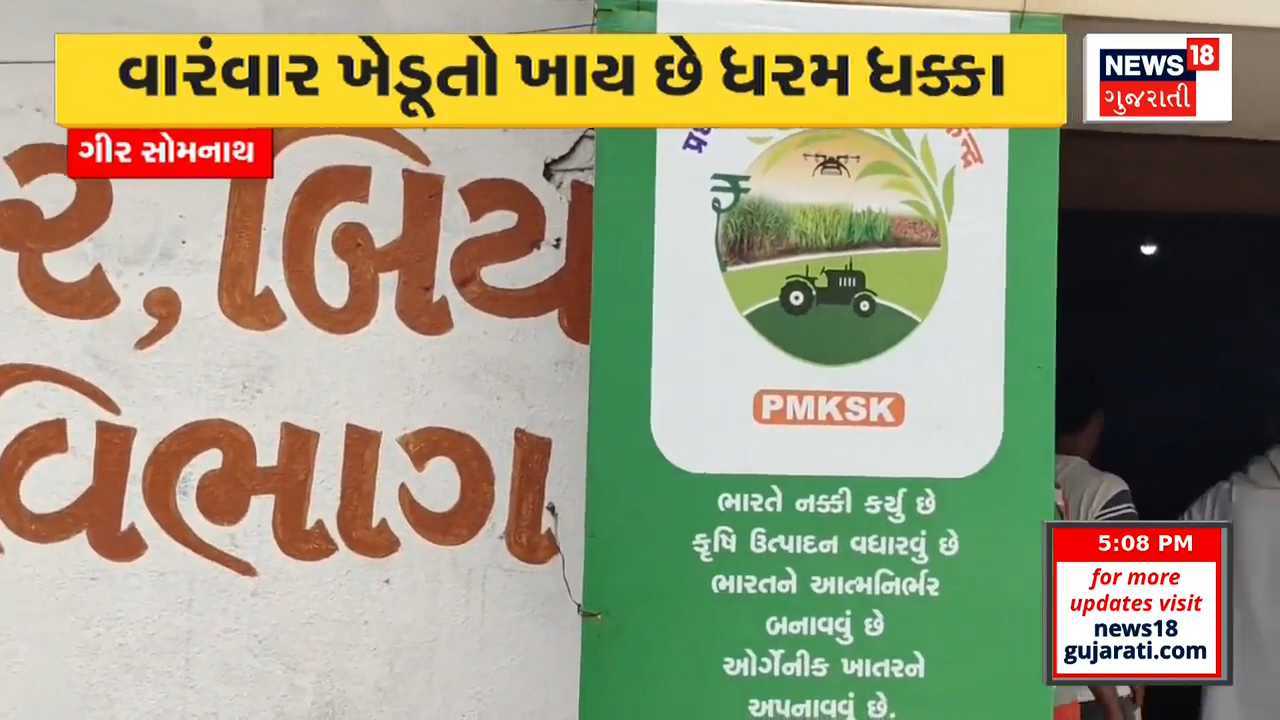 વારંવાર ખેડૂતો ખાય છે ધરમ ધક્કા
NEWS 18
ગુજરાતી
ગીર સોમનાથ
PMKSK
વિભાગ
ભારતે નક્કી કર્યુ છે
કૃષિ ઉત્પાદન વધારવું છે
ભારતને આત્મનિર્ભર
બનાવવું છે
ઓર્ગેનીક ખાતરને
અપનાવવું છે.
5:08 PM
for more
updates visit
news18
gujarati.com